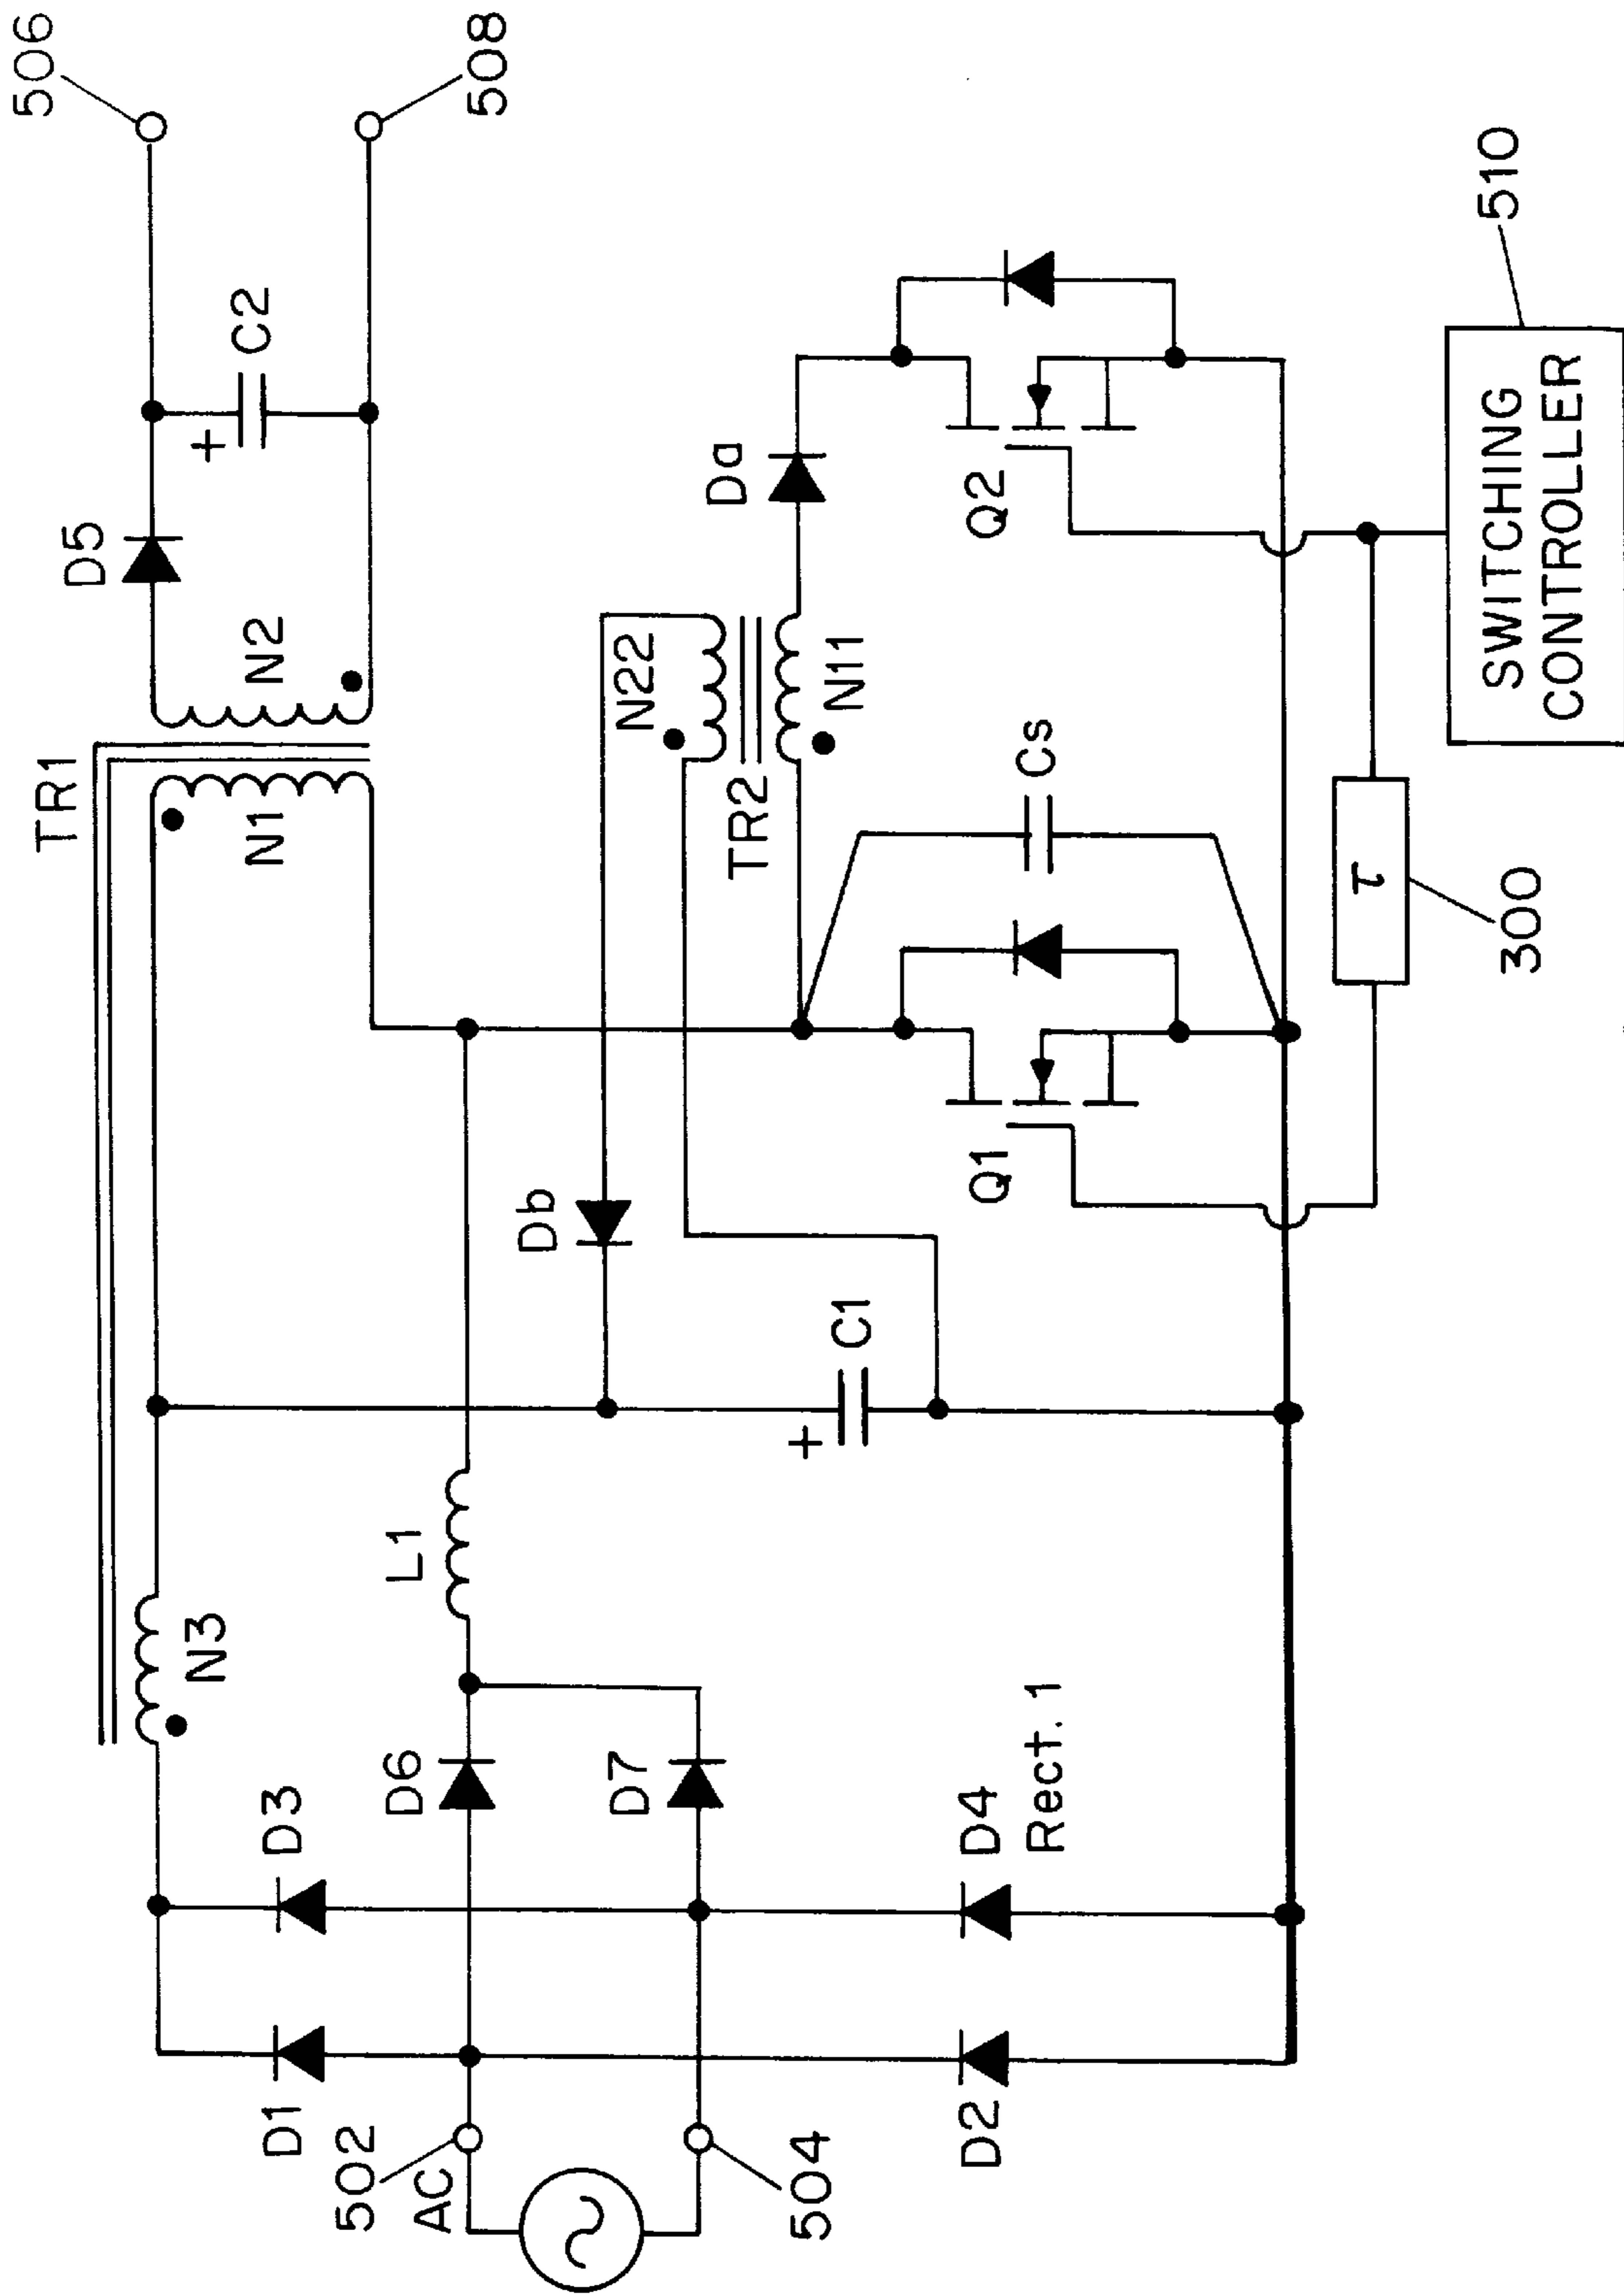 506
508
TR1
D5
N2
C2
+
N1
N3
L1
D3
D6
D7
D4
Rect. 1
D1
D2
502
AC
504
Db
N22
TR2
N11
Da
Cs
C1
+
Q1
Q2
τ
300
SWITCHING
CONTROLLER
510